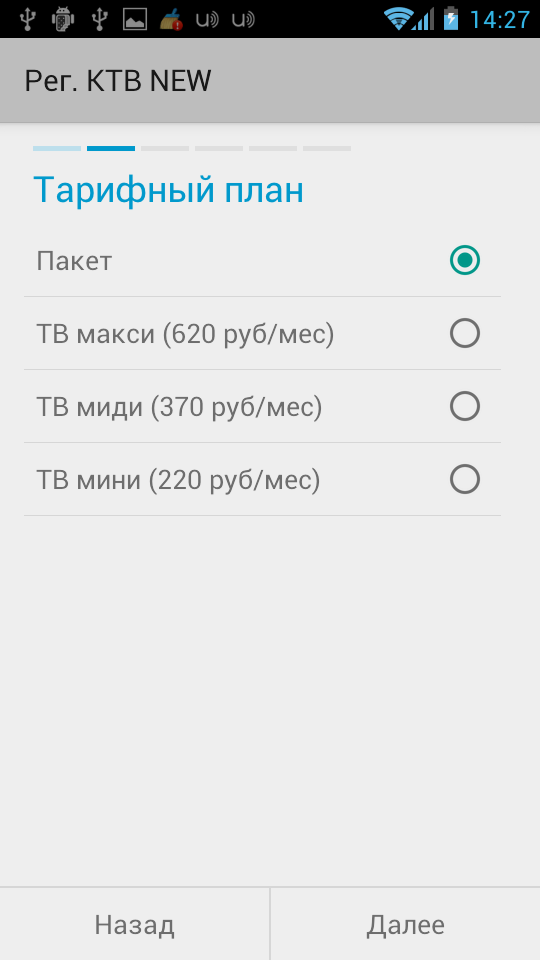 14:27
Рег. КТВ NEW
Тарифный план
Пакет
ТВ макси (620 руб/мес)
ТВ миди (370 руб/мес)
ТВ мини (220 руб/мес)
Назад
Далее